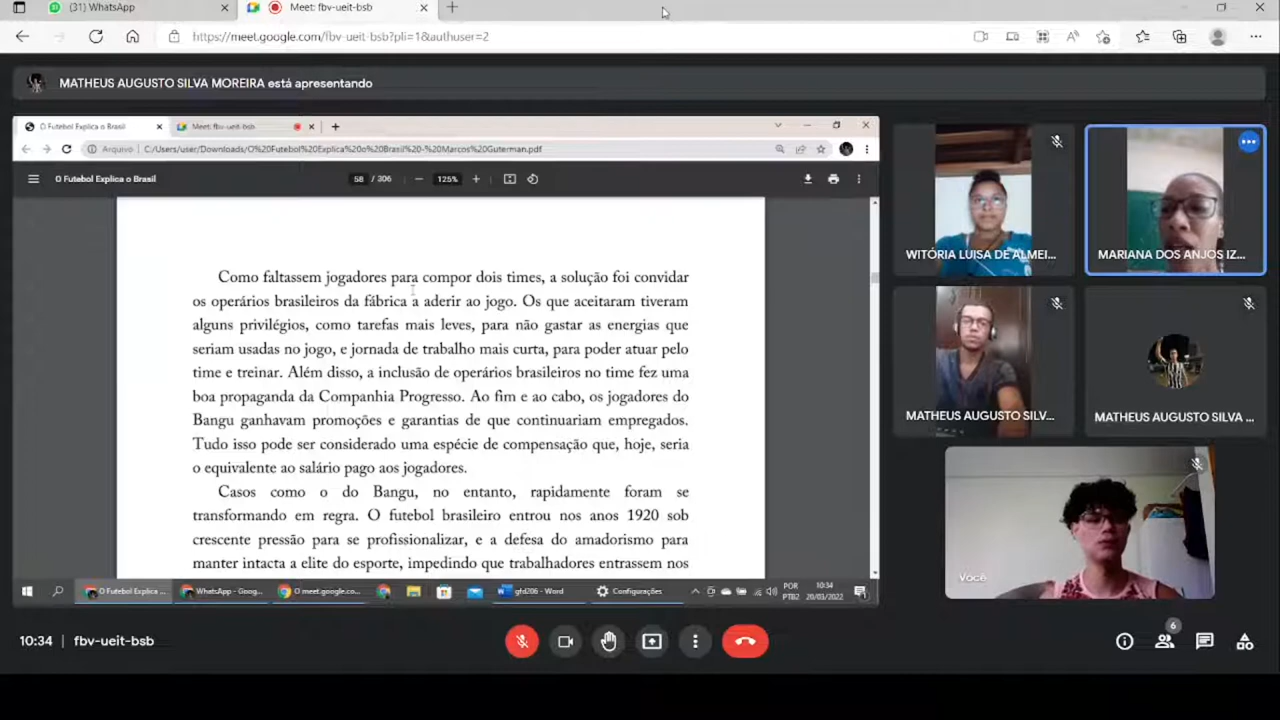 (31) WhatsApp
Meet: fbv-ueit-bsb
https://meet.google.com/fbv-ueit-bsb?pli=1&authuser=2
MATHEUS AUGUSTO SILVA MOREIRA está apresentando
O Futebol Explica o Brasil
Meet: fbv-ueit-bsb
Arquivo | C:/Users/user/Downloads/O%20Futebol%20Explica%20o%20Brasil%20-%20Marcos%20Guterman.pdf
O Futebol Explica o Brasil
58 / 306
125%
Como faltassem jogadores para compor dois times, a solução foi convidar
os operários brasileiros da fábrica a aderir ao jogo. Os que aceitaram tiveram
alguns privilégios, como tarefas mais leves, para não gastar as energias que
seriam usadas no jogo, e jornada de trabalho mais curta, para poder atuar pelo
time e treinar. Além disso, a inclusão de operários brasileiros no time fez uma
boa propaganda da Companhia Progresso. Ao fim e ao cabo, os jogadores do
Bangu ganhavam promoções e garantias de que continuariam empregados.
Tudo isso pode ser considerado uma espécie de compensação que, hoje, seria
o equivalente ao salário pago aos jogadores.
Casos como o do Bangu, no entanto, rapidamente foram se
transformando em regra. O futebol brasileiro entrou nos anos 1920 sob
crescente pressão para se profissionalizar, e a defesa do amadorismo para
manter intacta a elite do esporte, impedindo que trabalhadores entrassem nos
O Futebol Explica ...
WhatsApp - Goog...
O meet.google.co...
gfd206 - Word
Configurações
POR
PTB2
10:34
20/03/2022
WITÓRIA LUISA DE ALMEI...
MARIANA DOS ANJOS IZ...
MATHEUS AUGUSTO SILV...
MATHEUS AUGUSTO SILVA ...
Você
10:34 | fbv-ueit-bsb
6